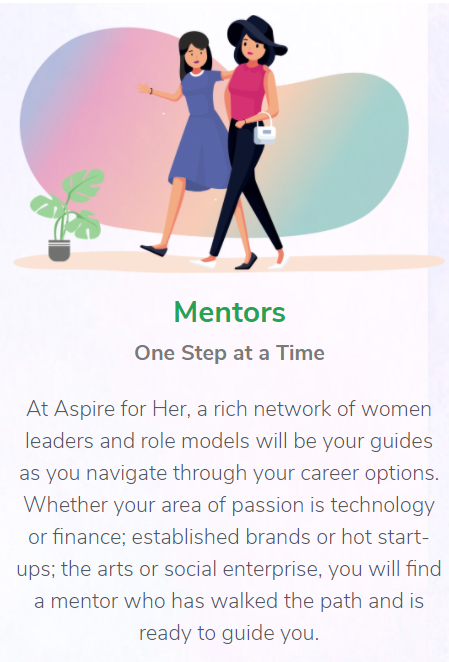 Mentors
One Step at a Time
At Aspire for Her, a rich network of women
leaders and role models will be your guides
as you navigate through your career options.
Whether your area of passion is technology
or finance; established brands or hot start-
ups; the arts or social enterprise, you will find
a mentor who has walked the path and is
ready to guide you.